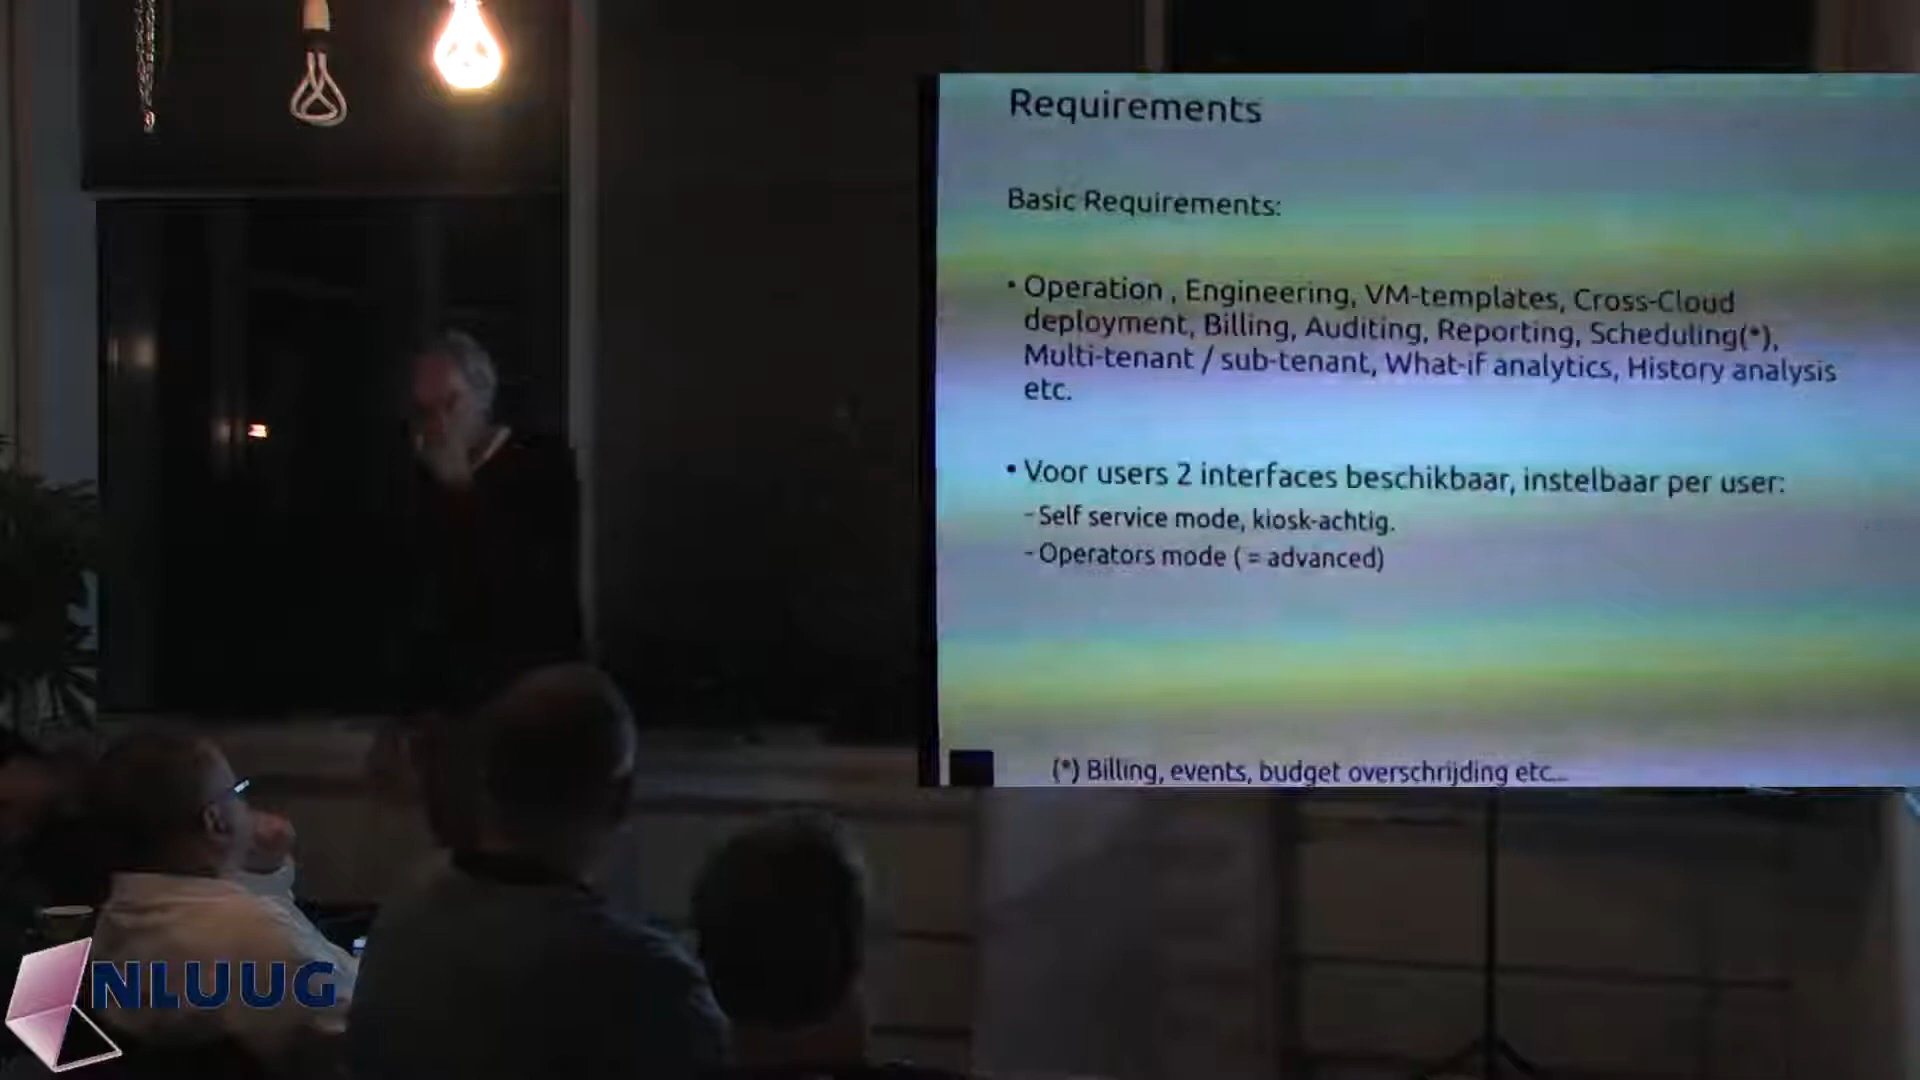 Requirements
Basic Requirements:
• Operation , Engineering, VM-templates, Cross-Cloud
deployment, Billing, Auditing, Reporting, Scheduling(*),
Multi-tenant / sub-tenant, What-if analytics, History analysis
etc.
• Voor users 2 interfaces beschikbaar, instelbaar per user:
- Self service mode, kiosk-achtig.
- Operators mode ( = advanced)
(*) Billing, events, budget overschrijding etc...
NLUUG